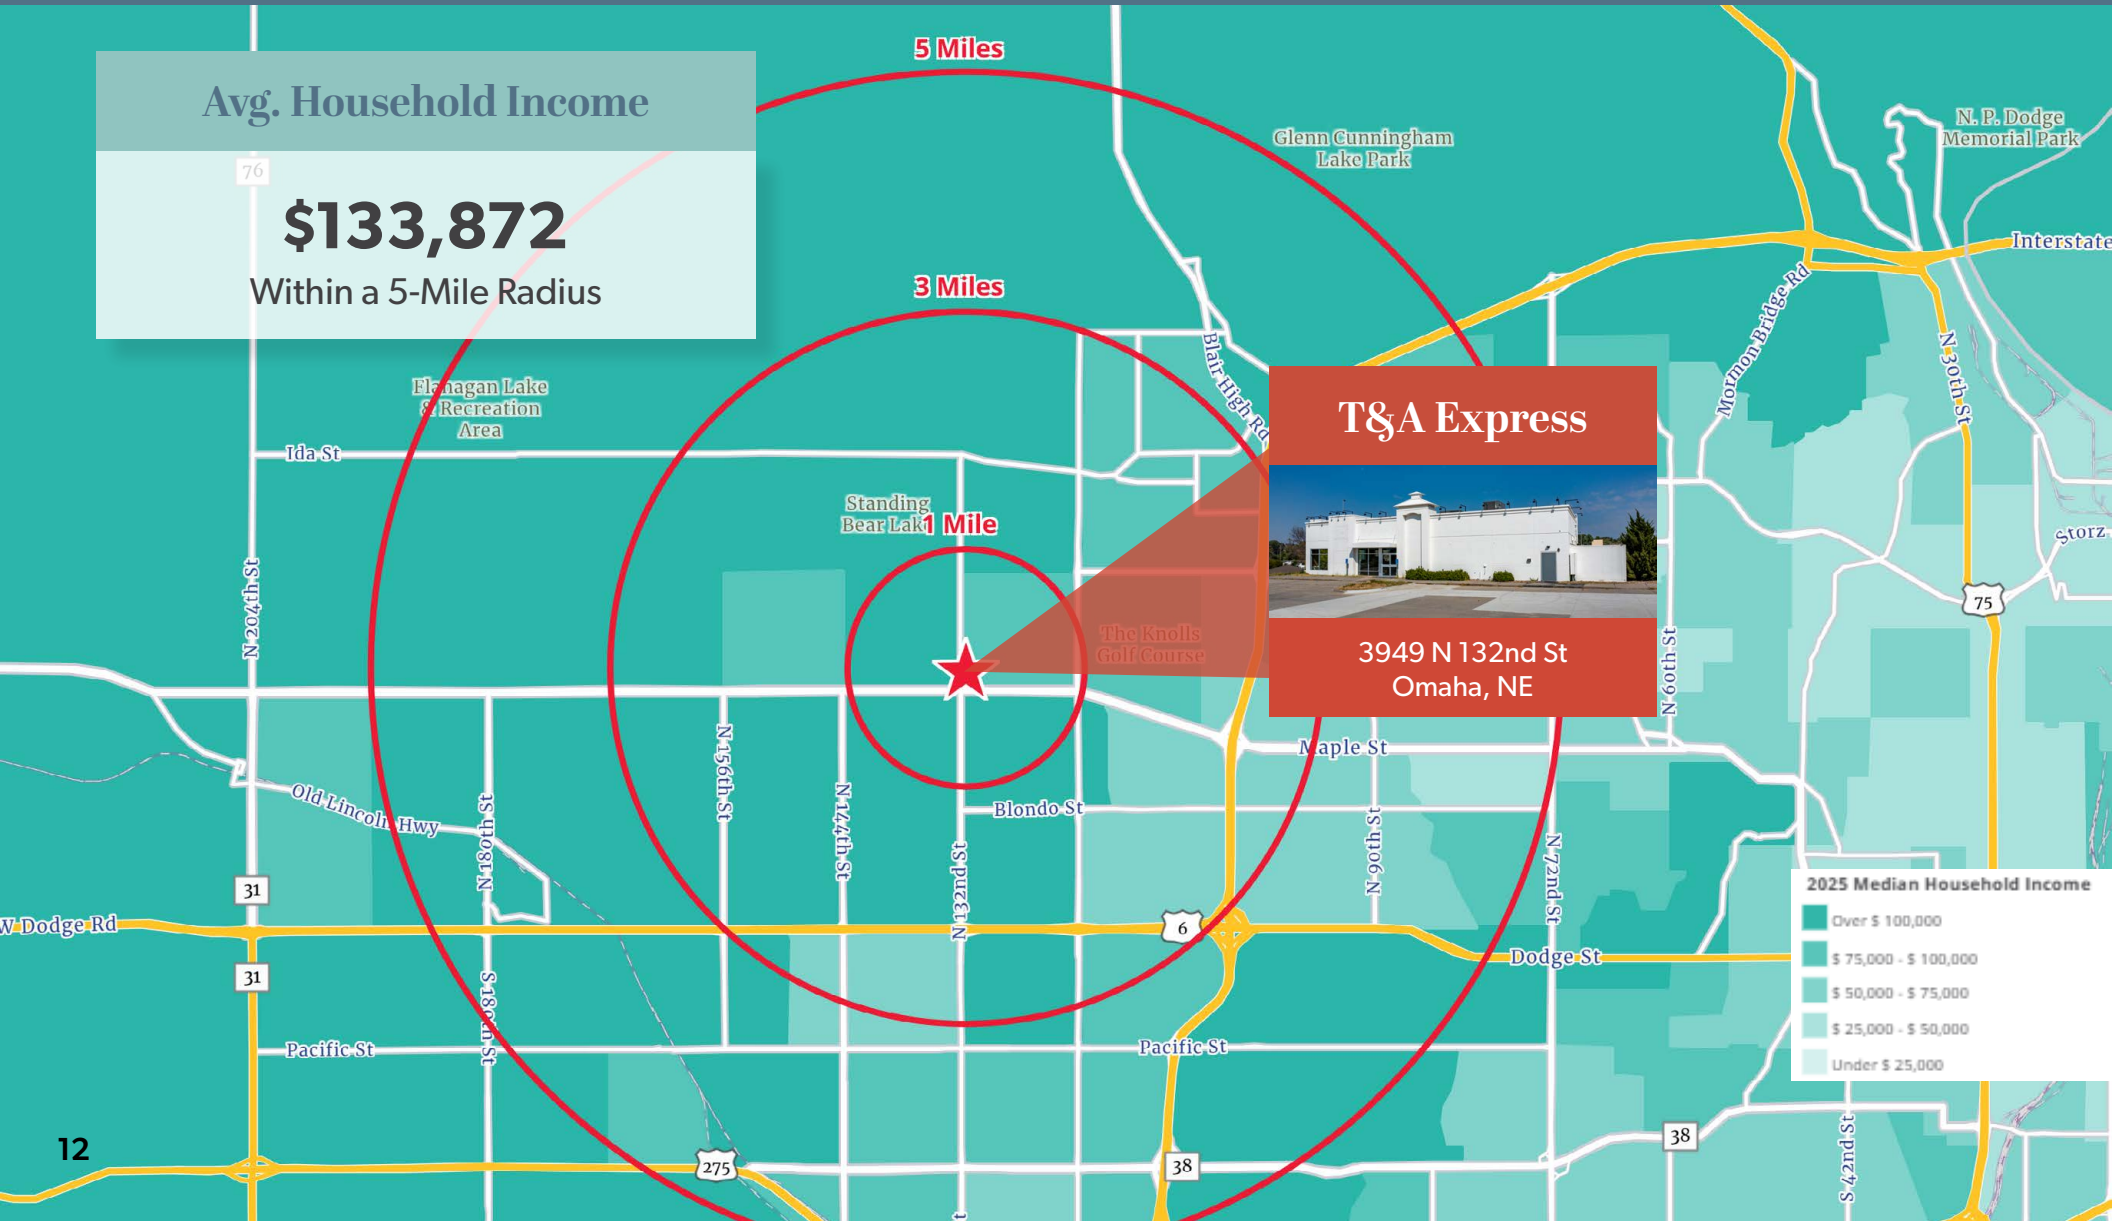 Avg. Household Income
76
$133,872
Within a 5-Mile Radius
5 Miles
Glenn Cunningham
Lake Park
N. P. Dodge
Memorial Park
Interstate
3 Miles
Mormon Bridge Rd
N 30th St
Blair High Rd
Flanagan Lake
& Recreation
Area
Ida St
Standing
Bear Lak
1 Mile
T&A Express
3949 N 132nd St
Omaha, NE
Storz
75
N 204th St
The Knolls
Golf Course
N 60th St
Maple St
N 156th St
N 144th St
Old Lincoln Hwy
N 180th St
Blondo St
N 90th St
N 72nd St
N 132nd St
31
W Dodge Rd
6
Dodge St
31
S 180th St
Pacific St
Pacific St
2025 Median Household Income
Over $ 100,000
$ 75,000 - $ 100,000
$ 50,000 - $ 75,000
$ 25,000 - $ 50,000
Under $ 25,000
38
S 42nd St
12
275
38
t